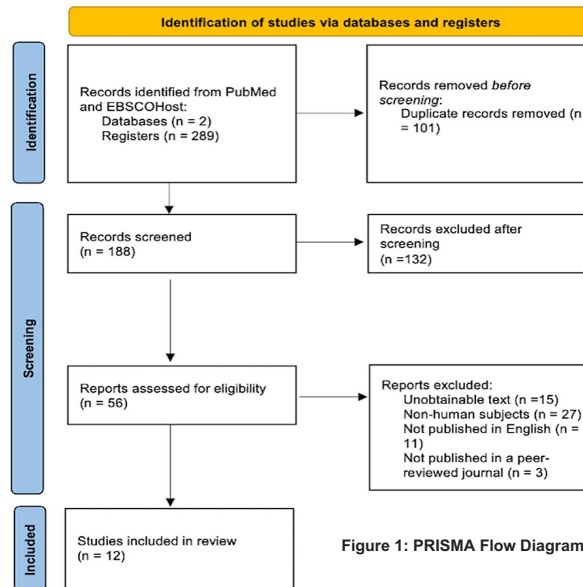 Identification of studies via databases and registers
Identification
Records identified from PubMed
and EBSCOHost:
Databases (n = 2)
Registers (n = 289)
Records removed before
screening:
Duplicate records removed (n
= 101)
Screening
Records screened
(n = 188)
Records excluded after
screening
(n =132)
Reports assessed for eligibility
(n = 56)
Reports excluded:
Unobtainable text (n =15)
Non-human subjects (n = 27)
Not published in English (n =
11)
Not published in a peer-
reviewed journal (n = 3)
Included
Studies included in review
(n = 12)
Figure 1: PRISMA Flow Diagram